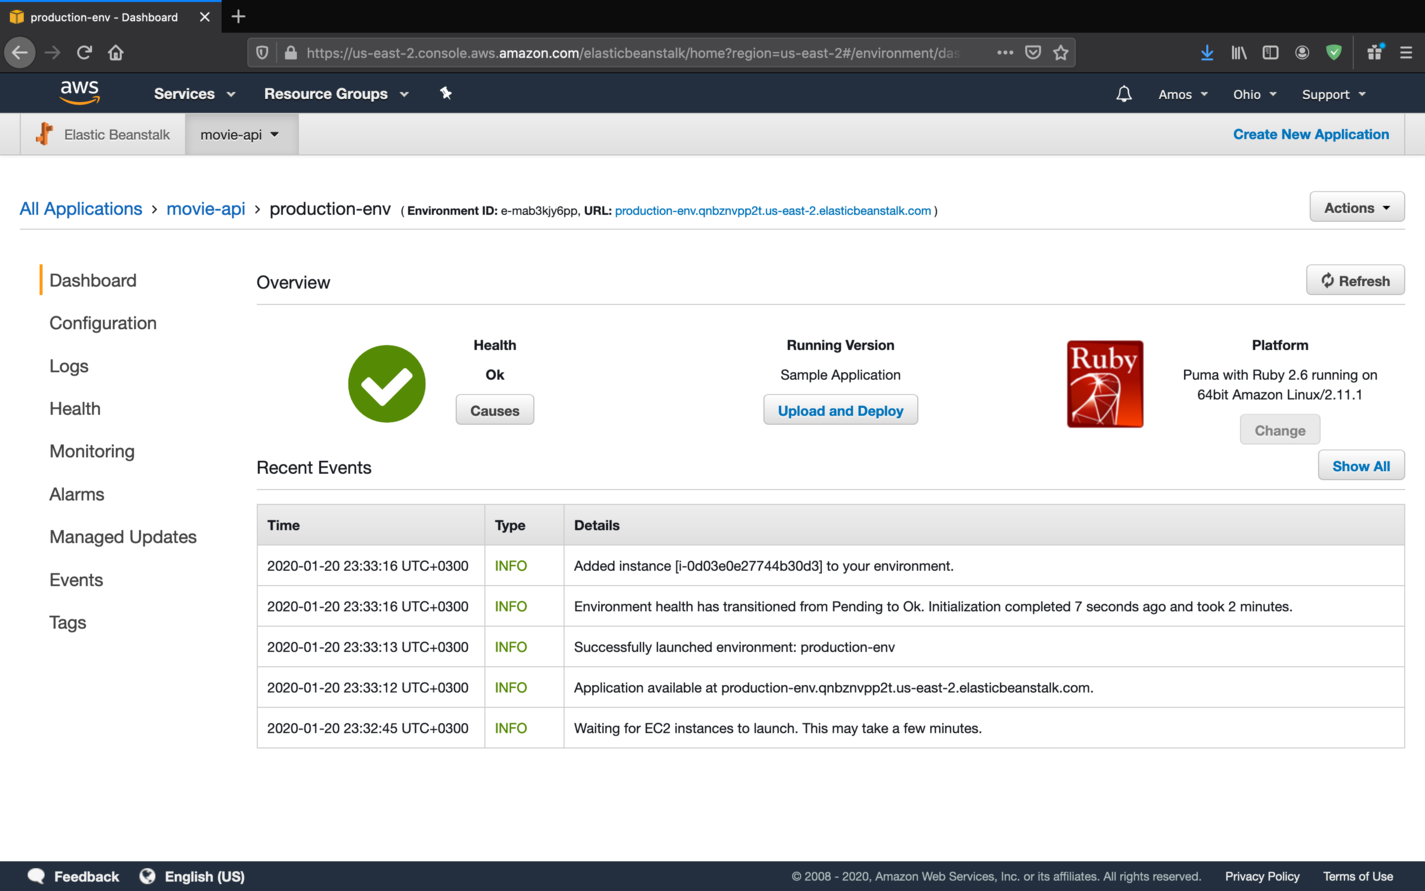 production-env - Dashboard
https://us-east-2.console.aws.amazon.com/elasticbeanstalk/home?region=us-east-2#/environment/das
aws
Services
Resource Groups
Amos
Ohio
Support
Elastic Beanstalk
movie-api
Create New Application
All Applications > movie-api > production-env ( Environment ID: e-mab3kjy6pp, URL: production-env.qnbznvpp2t.us-east-2.elasticbeanstalk.com )
Actions
Dashboard
Configuration
Logs
Health
Monitoring
Alarms
Managed Updates
Events
Tags
Overview
Refresh
Health
Ok
Causes
Running Version
Sample Application
Upload and Deploy
Ruby
Platform
Puma with Ruby 2.6 running on
64bit Amazon Linux/2.11.1
Change
Recent Events
Show All
Time Type Details
2020-01-20 23:33:16 UTC+0300 INFO Added instance [i-0d03e0e27744b30d3] to your environment.
2020-01-20 23:33:16 UTC+0300 INFO Environment health has transitioned from Pending to Ok. Initialization completed 7 seconds ago and took 2 minutes.
2020-01-20 23:33:13 UTC+0300 INFO Successfully launched environment: production-env
2020-01-20 23:33:12 UTC+0300 INFO Application available at production-env.qnbznvpp2t.us-east-2.elasticbeanstalk.com.
2020-01-20 23:32:45 UTC+0300 INFO Waiting for EC2 instances to launch. This may take a few minutes.
Feedback
English (US)
© 2008 - 2020, Amazon Web Services, Inc. or its affiliates. All rights reserved.
Privacy Policy
Terms of Use